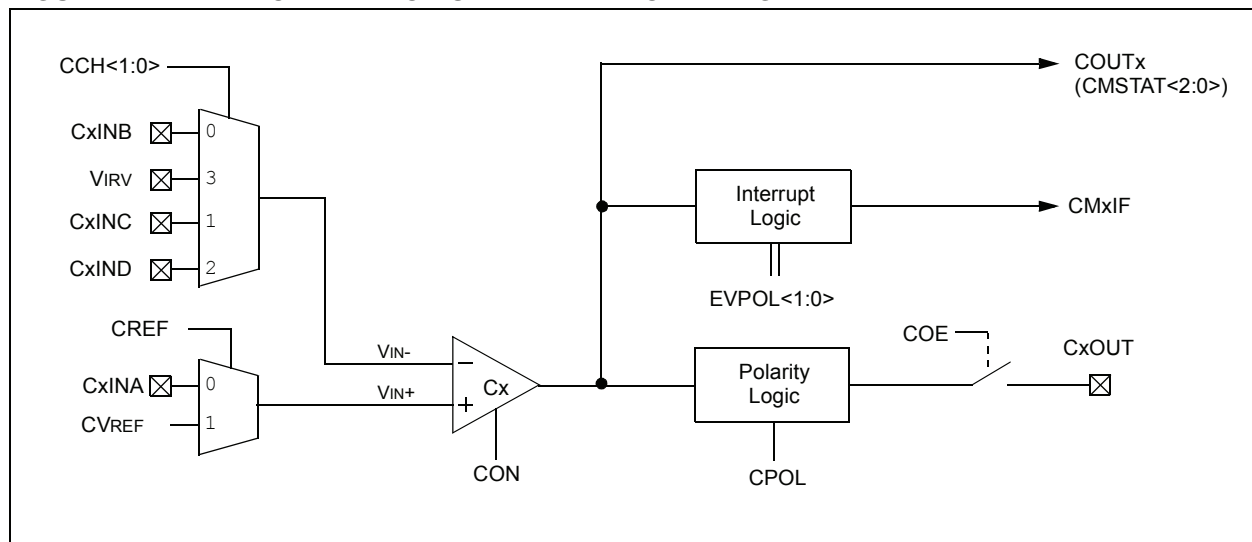 CCH<1:0>
CxINB
0
VIRV
3
CxINC
1
CxIND
2
CREF
CxINA
0
CVREF
1
VIN-
VIN+
Cx
CON
COUTx
(CMSTAT<2:0>)
Interrupt
Logic
CMxIF
EVPOL<1:0>
COE
CxOUT
Polarity
Logic
CPOL